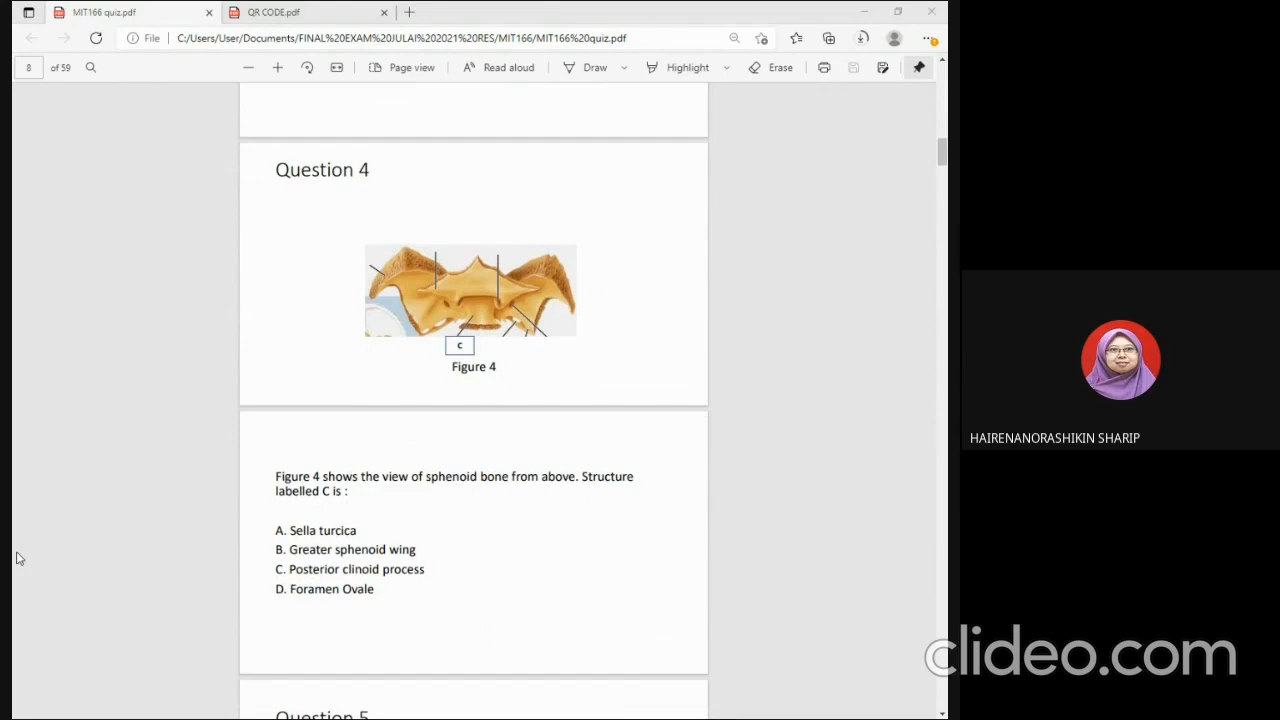 MIT166 quiz.pdf
QR CODE.pdf
File
C:/Users/User/Documents/FINAL%20EXAM%20JULAI%202021%20RES/MIT166/MIT166%20quiz.pdf
8 of 59
Page view
Read aloud
Draw
Highlight
Erase
Question 4
C
Figure 4
Figure 4 shows the view of sphenoid bone from above. Structure
labelled C is :
A. Sella turcica
B. Greater sphenoid wing
C. Posterior clinoid process
D. Foramen Ovale
Question 5
HAIRENANORASHIKIN SHARIP
clideo.com